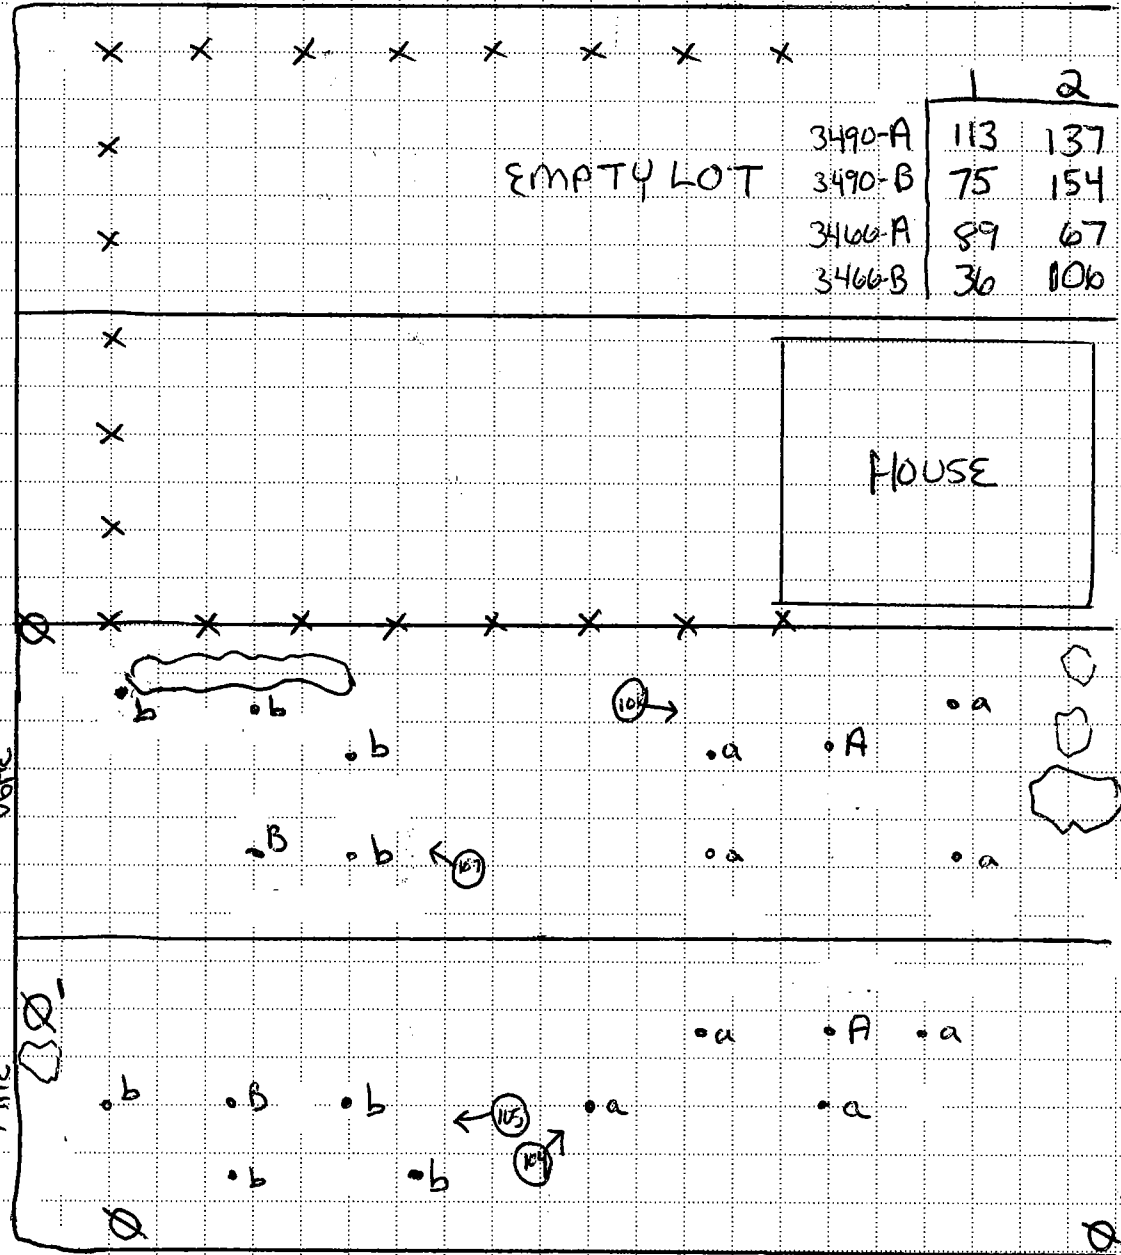 X X X X X X X X
1 2
X
3490-A 113 137
EMPTY LOT 3490-B 75 154
X
3466-A 89 67
3466-B 36 106
X
X
HOUSE
X
Ø X X X X X X X X
b b a
b a A
B b a a
107
Ø'
a A a
b B b 105 a a
104
b b
Ø Ø